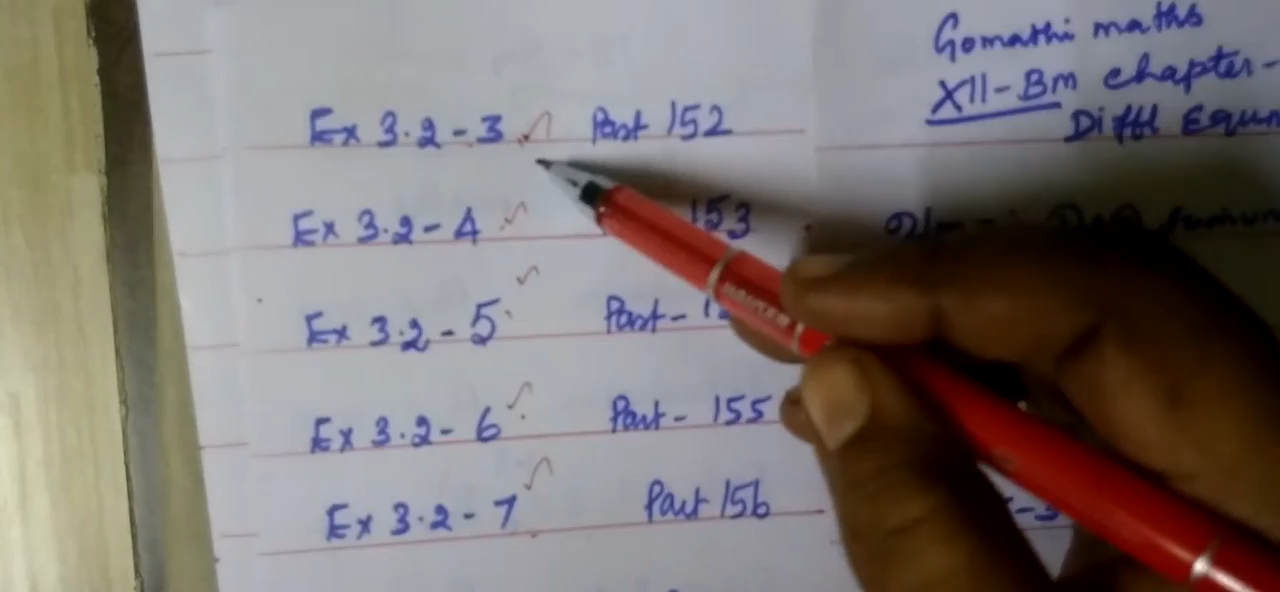 Gomathi maths
XII-Bm chapter-
Diffl Equn
Ex 3.2-3 Part 152
Ex 3.2-4 153
Ex 3.2-5 Part-
Ex 3.2-6 Part-155
Ex 3.2-7 Part 156